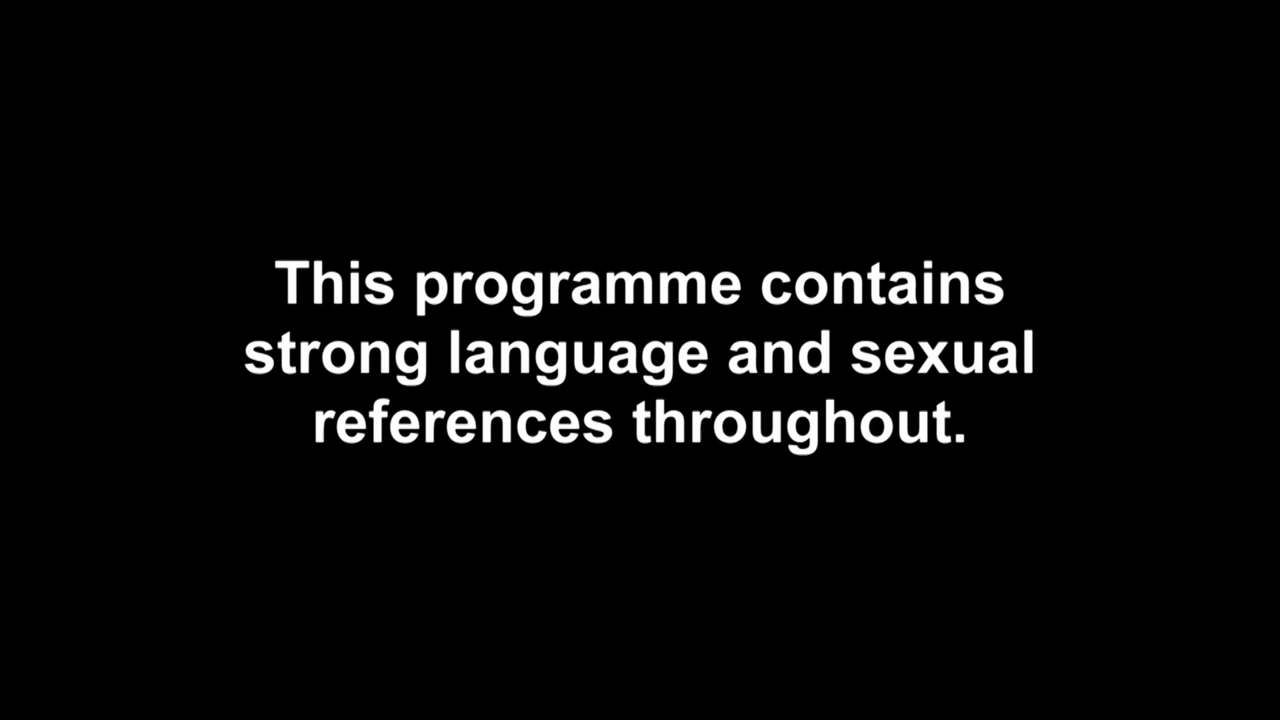 This programme contains
strong language and sexual
references throughout.